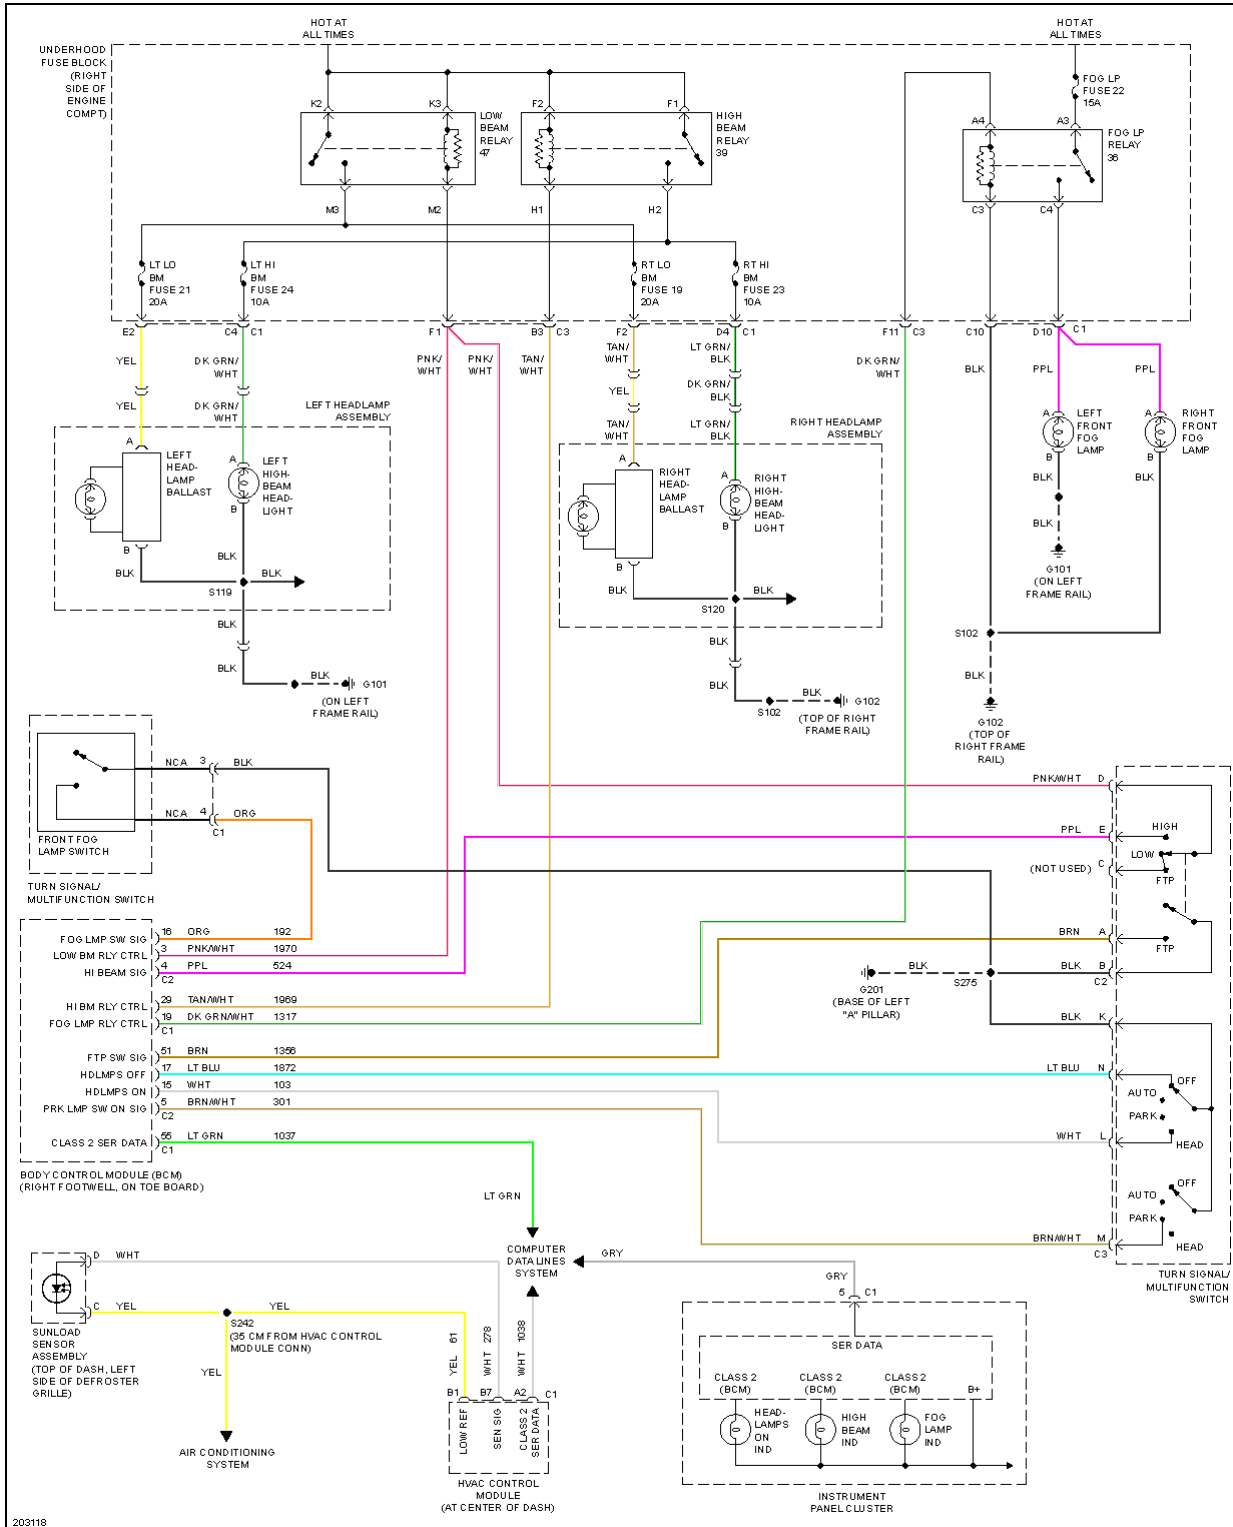 HOT AT
ALL TIMES
HOT AT
ALL TIMES
UNDERHOOD
FUSE BLOCK
(RIGHT
SIDE OF
ENGINE
COMPT)
FOG LP
FUSE 22
15A
K2
K3
LOW
BEAM
RELAY
47
F2
F1
HIGH
BEAM
RELAY
39
A4
A3
FOG LP
RELAY
36
M3
M2
H1
H2
C3
C4
LT LO
BM
FUSE 21
20A
LT HI
BM
FUSE 24
10A
RT LO
BM
FUSE 19
20A
RT HI
BM
FUSE 23
10A
E2
C4
C1
F1
B3
C3
F2
D4
C1
F11
C3
C10
D10
C1
YEL
DK GRN/
WHT
PNK/
WHT
PNK/
WHT
TAN/
WHT
TAN/
WHT
LT GRN/
BLK
DK GRN/
WHT
BLK
PPL
PPL
YEL
DK GRN/
WHT
YEL
DK GRN/
BLK
TAN/
WHT
LT GRN/
BLK
LEFT HEADLAMP
ASSEMBLY
RIGHT HEADLAMP
ASSEMBLY
A
LEFT
FRONT
FOG
LAMP
B
A
RIGHT
FRONT
FOG
LAMP
B
A
LEFT
HEAD-
LAMP
BALLAST
B
A
LEFT
HIGH-
BEAM
HEAD-
LIGHT
B
A
RIGHT
HEAD-
LAMP
BALLAST
B
A
RIGHT
HIGH-
BEAM
HEAD-
LIGHT
B
BLK
BLK
BLK
G101
(ON LEFT
FRAME RAIL)
BLK
BLK
BLK
S119
BLK
BLK
BLK
G101
(ON LEFT
FRAME RAIL)
BLK
BLK
BLK
S120
BLK
BLK
BLK
S102
G102
(TOP OF RIGHT
FRAME RAIL)
S102
BLK
G102
(TOP OF
RIGHT FRAME
RAIL)
NCA
3
BLK
NCA
4
ORG
C1
FRONT FOG
LAMP SWITCH
TURN SIGNAL/
MULTIFUNCTION SWITCH
PNK/WHT
D
PPL
E
HIGH
LOW
(NOT USED)
C
FTP
BRN
A
FTP
BLK
S275
BLK
B
C2
G201
(BASE OF LEFT
"A" PILLAR)
BLK
K
LT BLU
N
OFF
AUTO
PARK
WHT
L
HEAD
OFF
AUTO
PARK
BRN/WHT
M
HEAD
C3
TURN SIGNAL/
MULTIFUNCTION
SWITCH
FOG LMP SW SIG
16
ORG
192
LOW BM RLY CTRL
3
PNK/WHT
1970
HI BEAM SIG
4
PPL
524
C2
HI BM RLY CTRL
29
TAN/WHT
1969
FOG LMP RLY CTRL
19
DK GRN/WHT
1317
C1
FTP SW SIG
51
BRN
1356
HDLMPS OFF
17
LT BLU
1872
HDLMPS ON
15
WHT
103
PRK LMP SW ON SIG
5
BRN/WHT
301
C2
CLASS 2 SER DATA
55
LT GRN
1037
C1
BODY CONTROL MODULE (BCM)
(RIGHT FOOTWELL, ON TOE BOARD)
LT GRN
COMPUTER
DATA LINES
SYSTEM
GRY
GRY
5
C1
D
WHT
C
YEL
YEL
S242
(35 CM FROM HVAC CONTROL
MODULE CONN)
SUNLOAD
SENSOR
ASSEMBLY
(TOP OF DASH, LEFT
SIDE OF DEFROSTER
GRILLE)
YEL
AIR CONDITIONING
SYSTEM
YEL 61
WHT 278
WHT 1038
B1
B7
A2
C1
LOW REF
SEN SIG
CLASS 2
SER DATA
HVAC CONTROL
MODULE
(AT CENTER OF DASH)
SER DATA
CLASS 2
(BCM)
CLASS 2
(BCM)
CLASS 2
(BCM)
B+
HEAD-
LAMPS
ON
IND
HIGH
BEAM
IND
FOG
LAMP
IND
INSTRUMENT
PANEL CLUSTER
203118